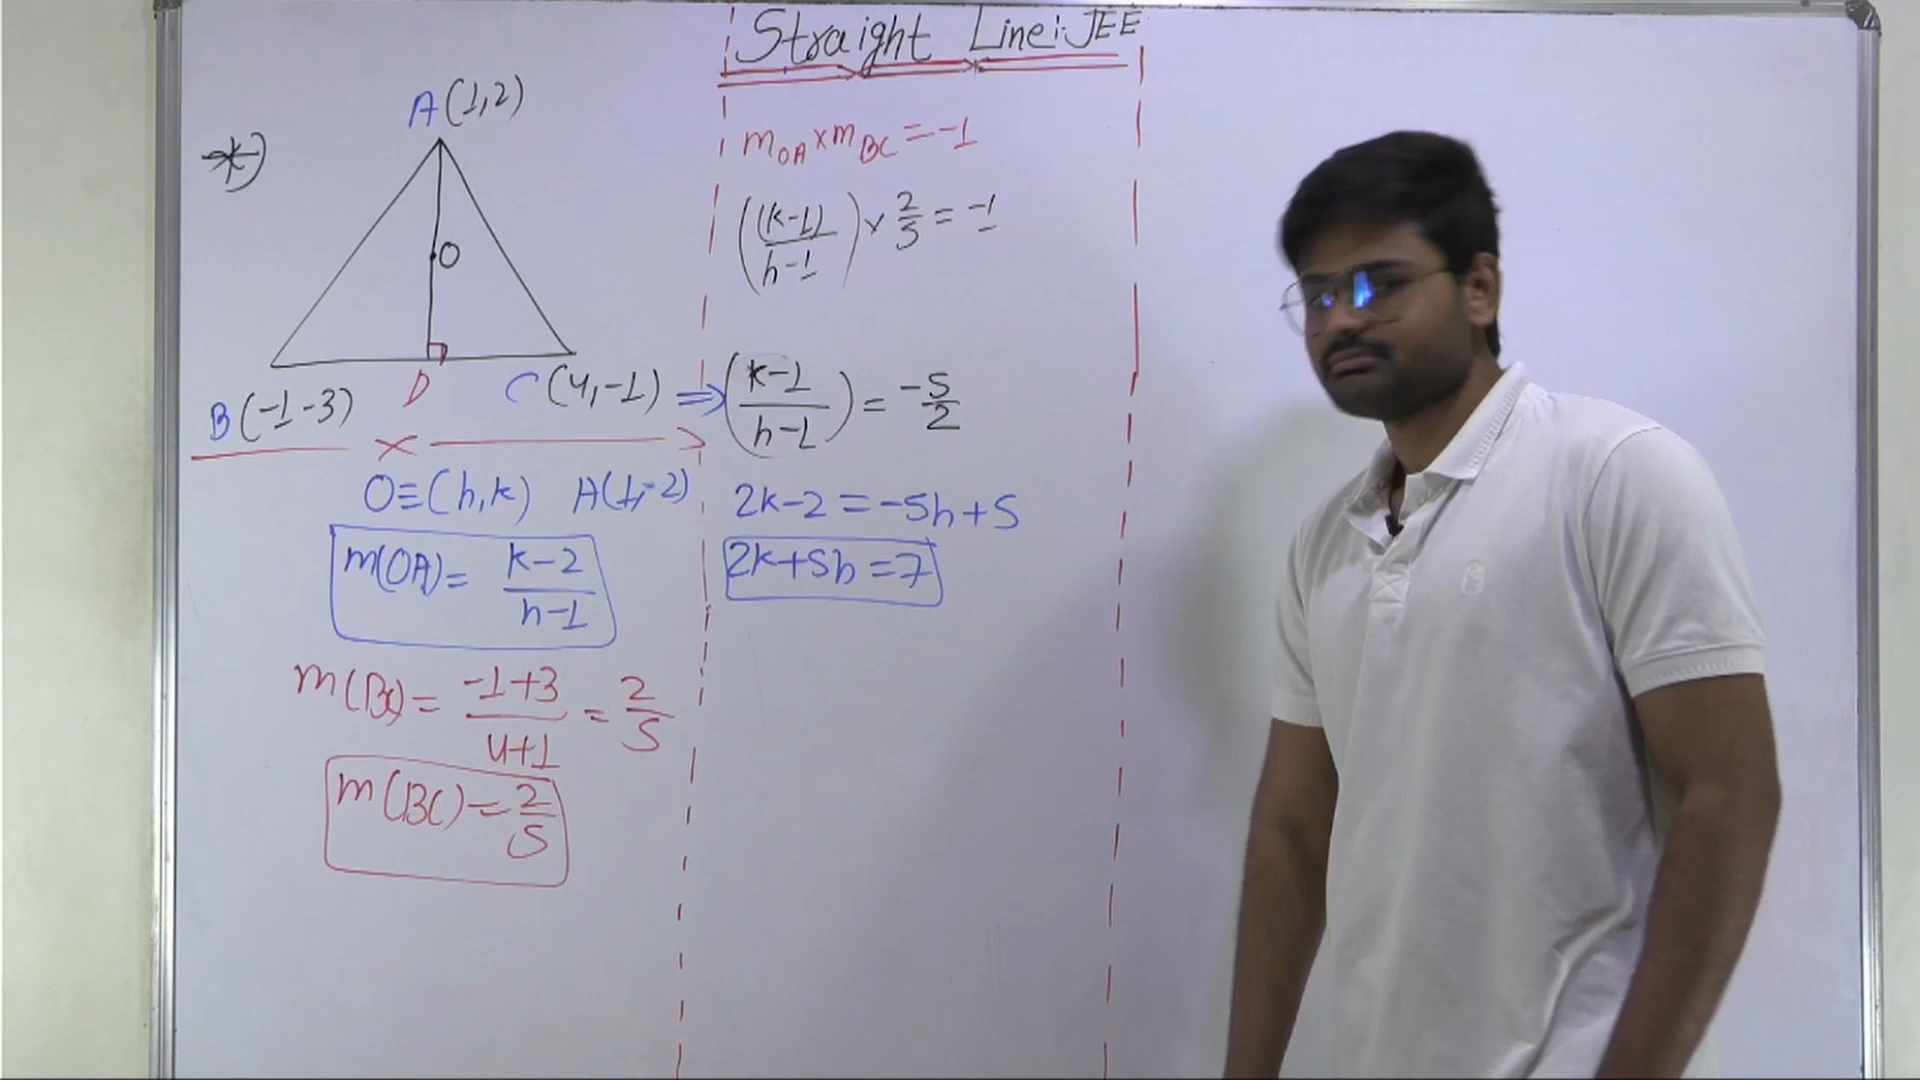 Straight Line: JEE
*)
A(1,2)
O
B(-1-3)
D
C(4,-1)
O≡(h,k) A(1,-2)
m(OA)= k-2/h-1
m(BC)= -1+3/4+1 = 2/5
m(BC)=2/5
m_OA×m_BC=-1
((k-1)/h-1)×2/5=-1
⇒(k-1/h-1)=-5/2
2k-2=-5h+5
2k+5h=7